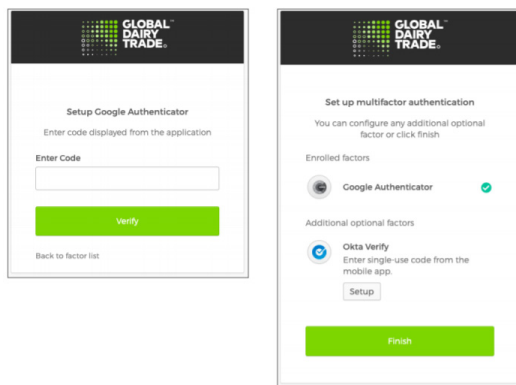 GLOBAL
DAIRY
TRADE
Setup Google Authenticator
Enter code displayed from the application
Enter Code
Verify
Back to factor list
GLOBAL
DAIRY
TRADE
Set up multifactor authentication
You can configure any additional optional
factor or click finish
Enrolled factors
Google Authenticator
Additional optional factors
Okta Verify
Enter single-use code from the
mobile app.
Setup
Finish